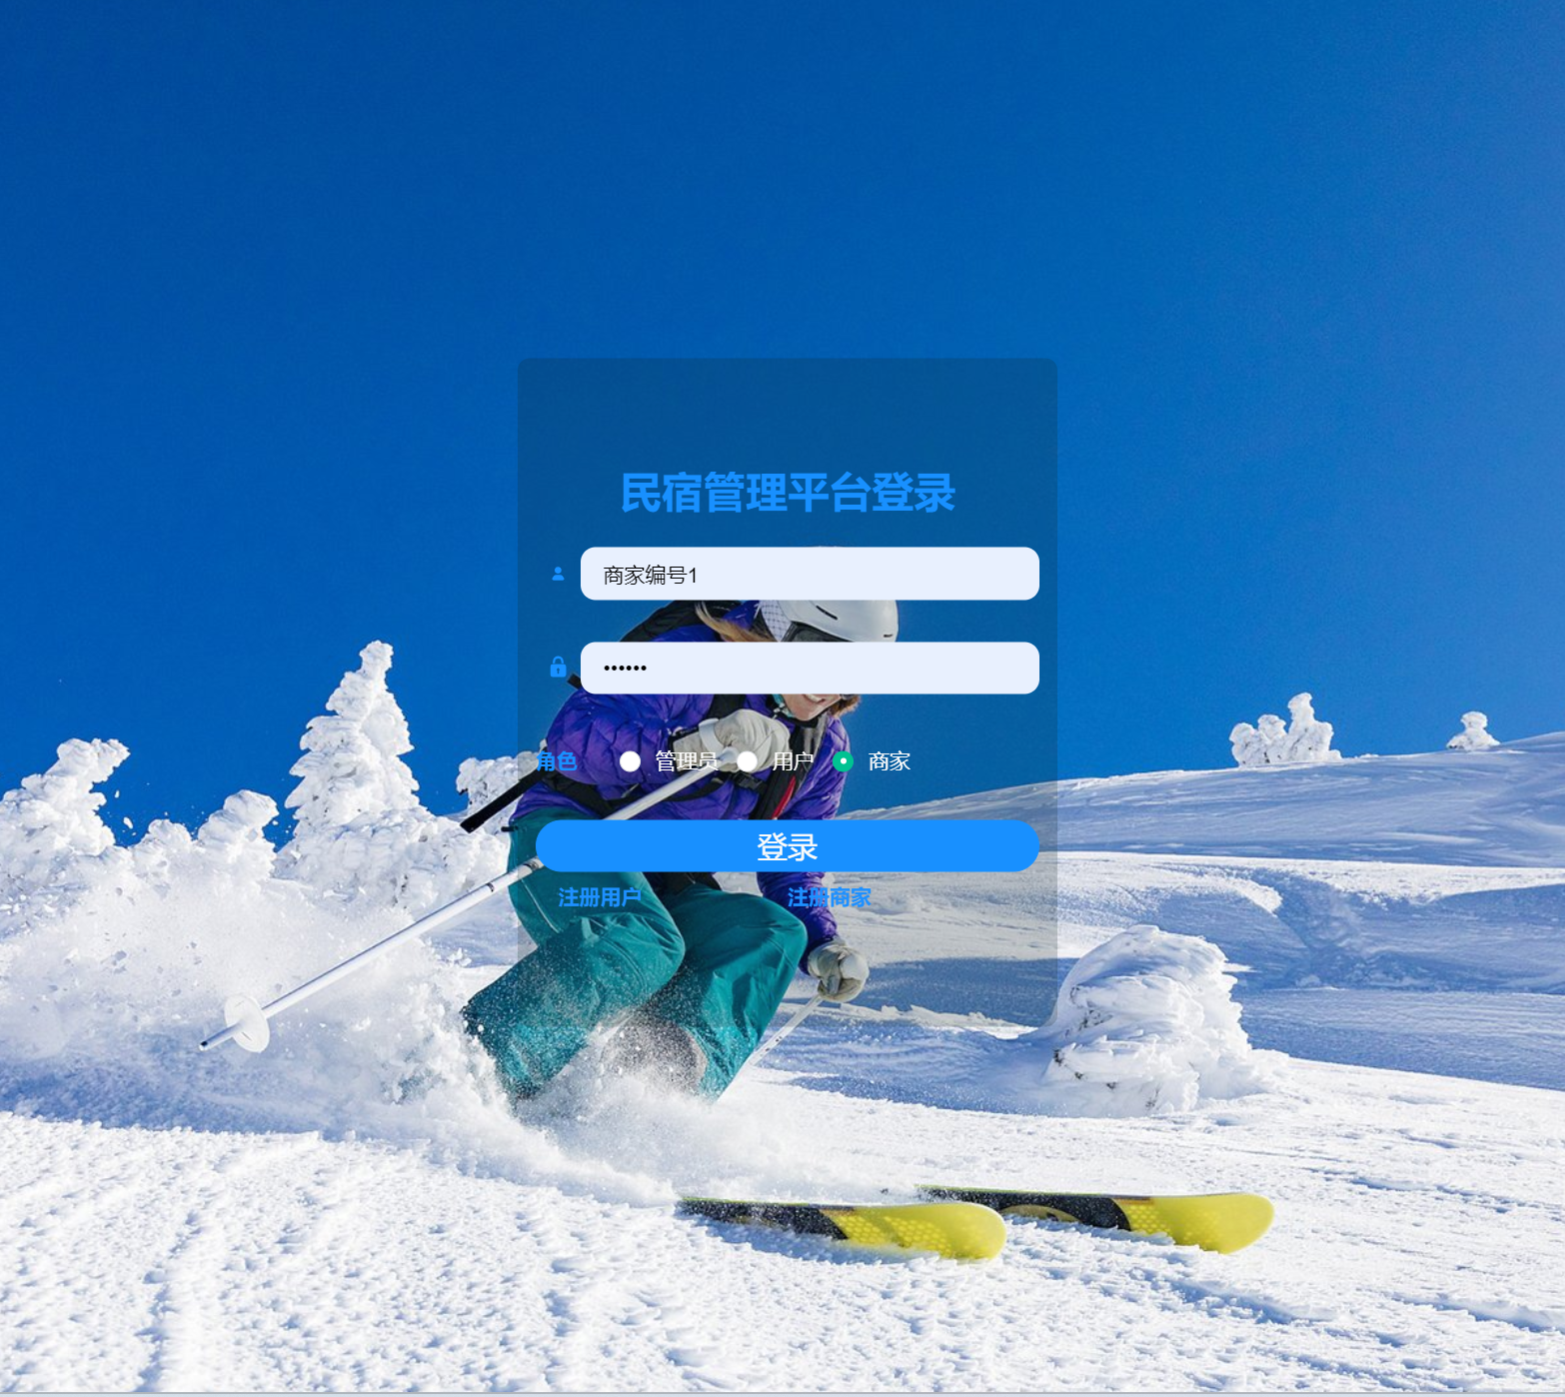 民宿管理平台登录
商家编号1
••••••
角色 管理员 用户 商家
登录
注册用户 注册商家